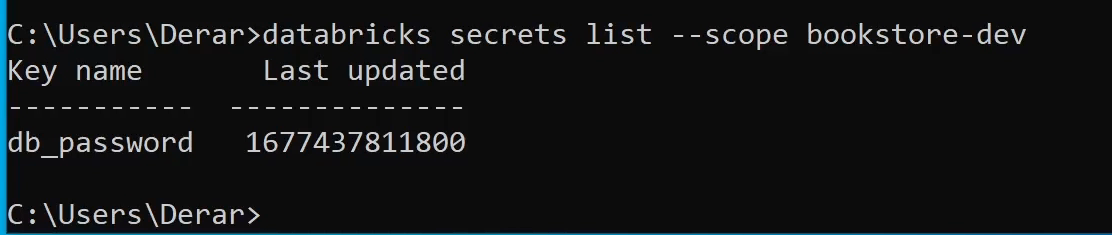 C:\Users\Derar>databricks secrets list --scope bookstore-dev
Key name       Last updated
-----------  --------------
db_password   1677437811800
C:\Users\Derar>